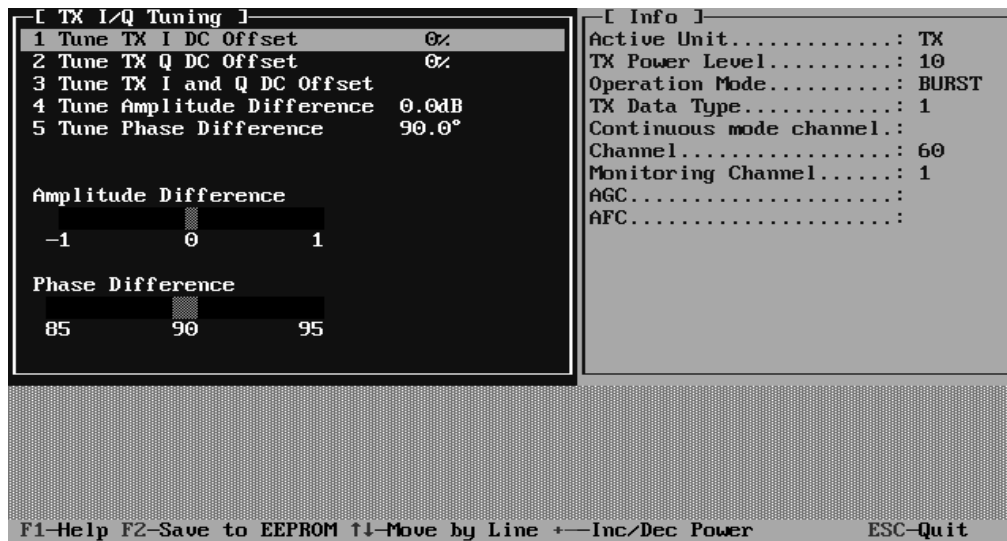 [ TX I/Q Tuning ]
1 Tune TX I DC Offset 0%
2 Tune TX Q DC Offset 0%
3 Tune TX I and Q DC Offset
4 Tune Amplitude Difference 0.0dB
5 Tune Phase Difference 90.0°
Amplitude Difference
-1 0 1
Phase Difference
85 90 95
[ Info ]
Active Unit.............: TX
TX Power Level..........: 10
Operation Mode..........: BURST
TX Data Type............: 1
Continuous mode channel.:
Channel.................: 60
Monitoring Channel......: 1
AGC.....................:
AFC.....................:
F1-Help F2-Save to EEPROM ↑↓-Move by Line +--Inc/Dec Power ESC-Quit